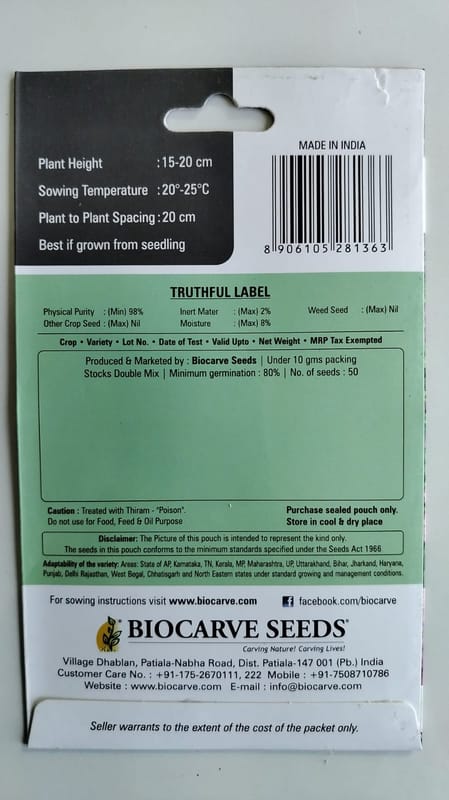 Plant Height : 15-20 cm
Sowing Temperature : 20°-25°C
Plant to Plant Spacing : 20 cm
Best if grown from seedling
MADE IN INDIA
8 906105 281363
TRUTHFUL LABEL
Physical Purity : (Min) 98% Inert Mater : (Max) 2% Weed Seed : (Max) Nil
Other Crop Seed : (Max) Nil Moisture : (Max) 8%
Crop • Variety • Lot No. • Date of Test • Valid Upto • Net Weight • MRP Tax Exempted
Produced & Marketed by : Biocarve Seeds | Under 10 gms packing
Stocks Double Mix | Minimum germination : 80% | No. of seeds : 50
Caution : Treated with Thiram - "Poison".
Do not use for Food, Feed & Oil Purpose
Purchase sealed pouch only.
Store in cool & dry place
Disclaimer: The Picture of this pouch is intended to represent the kind only.
The seeds in this pouch conforms to the minimum standards specified under the Seeds Act 1966
Adaptability of the variety: Areas: State of AP, Karnataka, TN, Kerala, MP, Maharashtra, UP, Uttarakhand, Bihar, Jharkand, Haryana,
Punjab, Delhi Rajasthan, West Begal, Chhatisgarh and North Eastern states under standard growing and management conditions.
For sowing instructions visit www.biocarve.com facebook.com/biocarve
BIOCARVE SEEDS®
Carving Nature! Carving Lives!
Village Dhablan, Patiala-Nabha Road, Dist. Patiala-147 001 (Pb.) India
Customer Care No. : +91-175-2670111, 222 Mobile : +91-7508710786
Website : www.biocarve.com E-mail : info@biocarve.com
Seller warrants to the extent of the cost of the packet only.